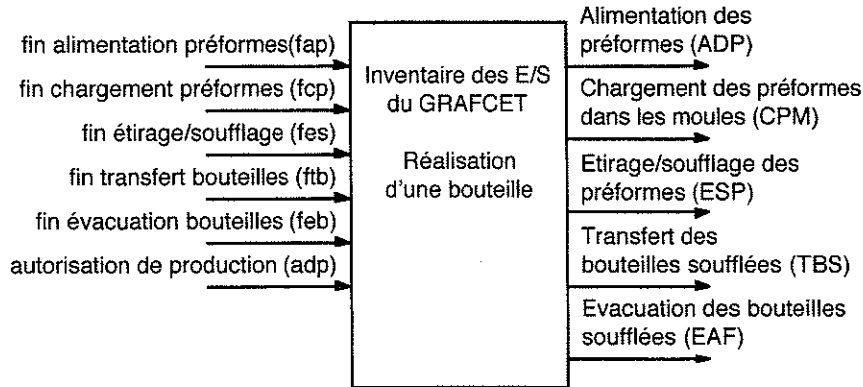 fin alimentation préformes(fap)
fin chargement préformes (fcp)
fin étirage/soufflage (fes)
fin transfert bouteilles (ftb)
fin évacuation bouteilles (feb)
autorisation de production (adp)
Inventaire des E/S
du GRAFCET
Réalisation
d'une bouteille
Alimentation des
préformes (ADP)
Chargement des préformes
dans les moules (CPM)
Etirage/soufflage des
préformes (ESP)
Transfert des
bouteilles soufflées (TBS)
Evacuation des bouteilles
soufflées (EAF)